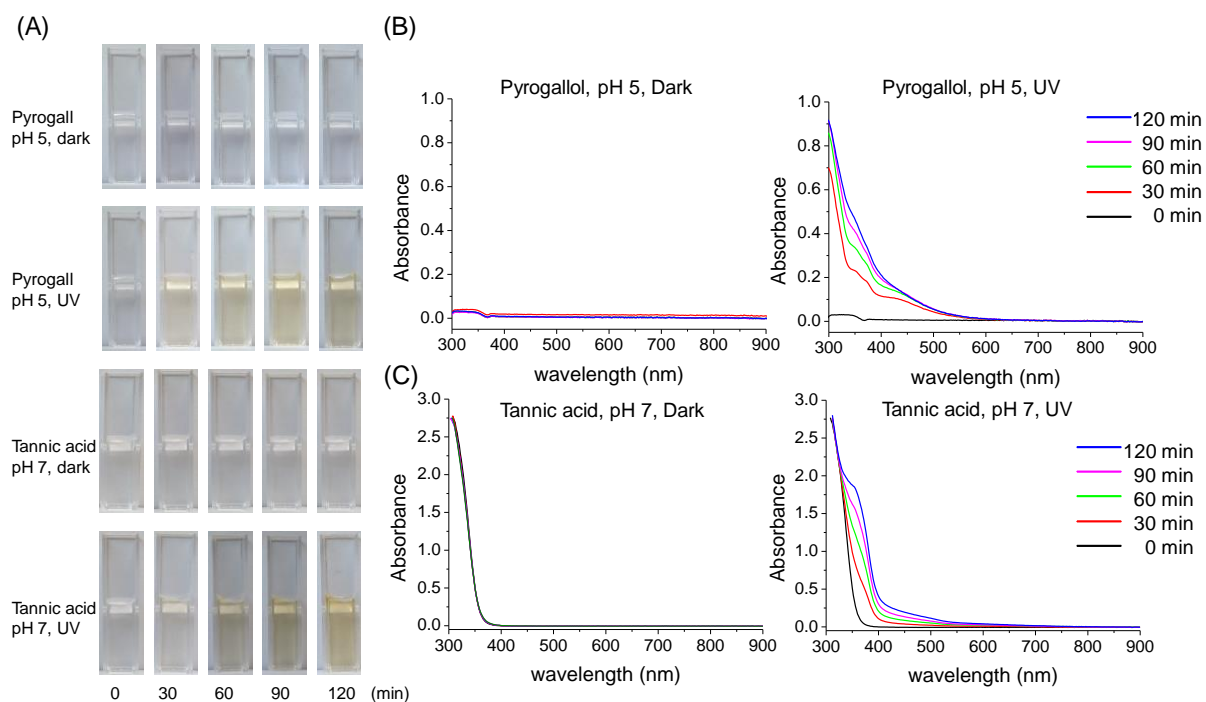 (A)
Pyrogall
pH 5, dark
Pyrogall
pH 5, UV
Tannic acid
pH 7, dark
Tannic acid
pH 7, UV
0 30 60 90 120 (min)
(B)
Pyrogallol, pH 5, Dark
Absorbance
1.0
0.8
0.6
0.4
0.2
0.0
300 400 500 600 700 800 900
wavelength (nm)
Pyrogallol, pH 5, UV
Absorbance
1.0
0.8
0.6
0.4
0.2
0.0
300 400 500 600 700 800 900
wavelength (nm)
120 min
90 min
60 min
30 min
0 min
(C)
Tannic acid, pH 7, Dark
Absorbance
3.0
2.5
2.0
1.5
1.0
0.5
0.0
300 400 500 600 700 800 900
wavelength (nm)
Tannic acid, pH 7, UV
Absorbance
3.0
2.5
2.0
1.5
1.0
0.5
0.0
300 400 500 600 700 800 900
wavelength (nm)
120 min
90 min
60 min
30 min
0 min